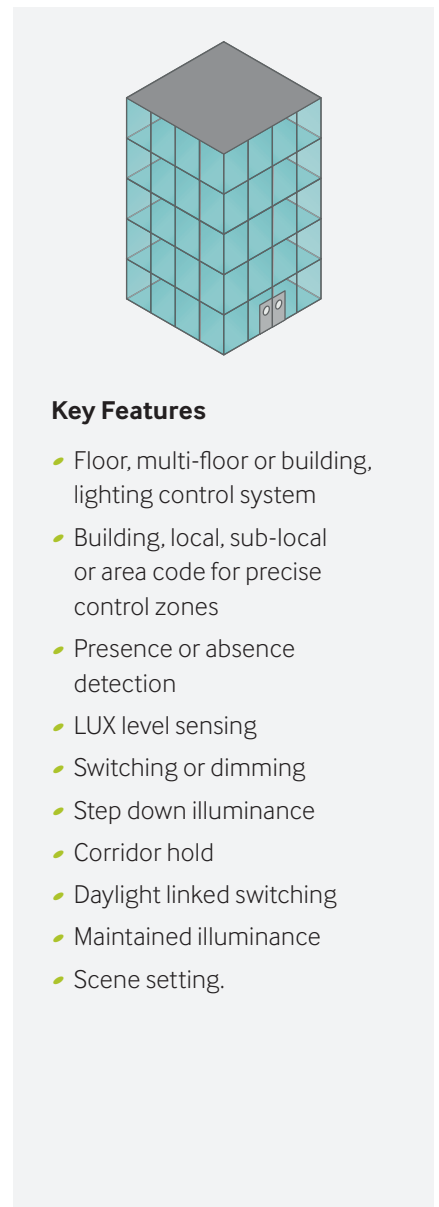 Key Features
Floor, multi-floor or building,
lighting control system
Building, local, sub-local
or area code for precise
control zones
Presence or absence
detection
LUX level sensing
Switching or dimming
Step down illuminance
Corridor hold
Daylight linked switching
Maintained illuminance
Scene setting.